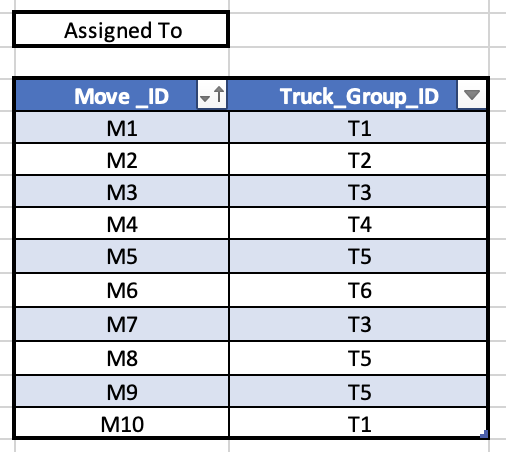 Assigned To
Move _ID Truck_Group_ID
M1 T1
M2 T2
M3 T3
M4 T4
M5 T5
M6 T6
M7 T3
M8 T5
M9 T5
M10 T1